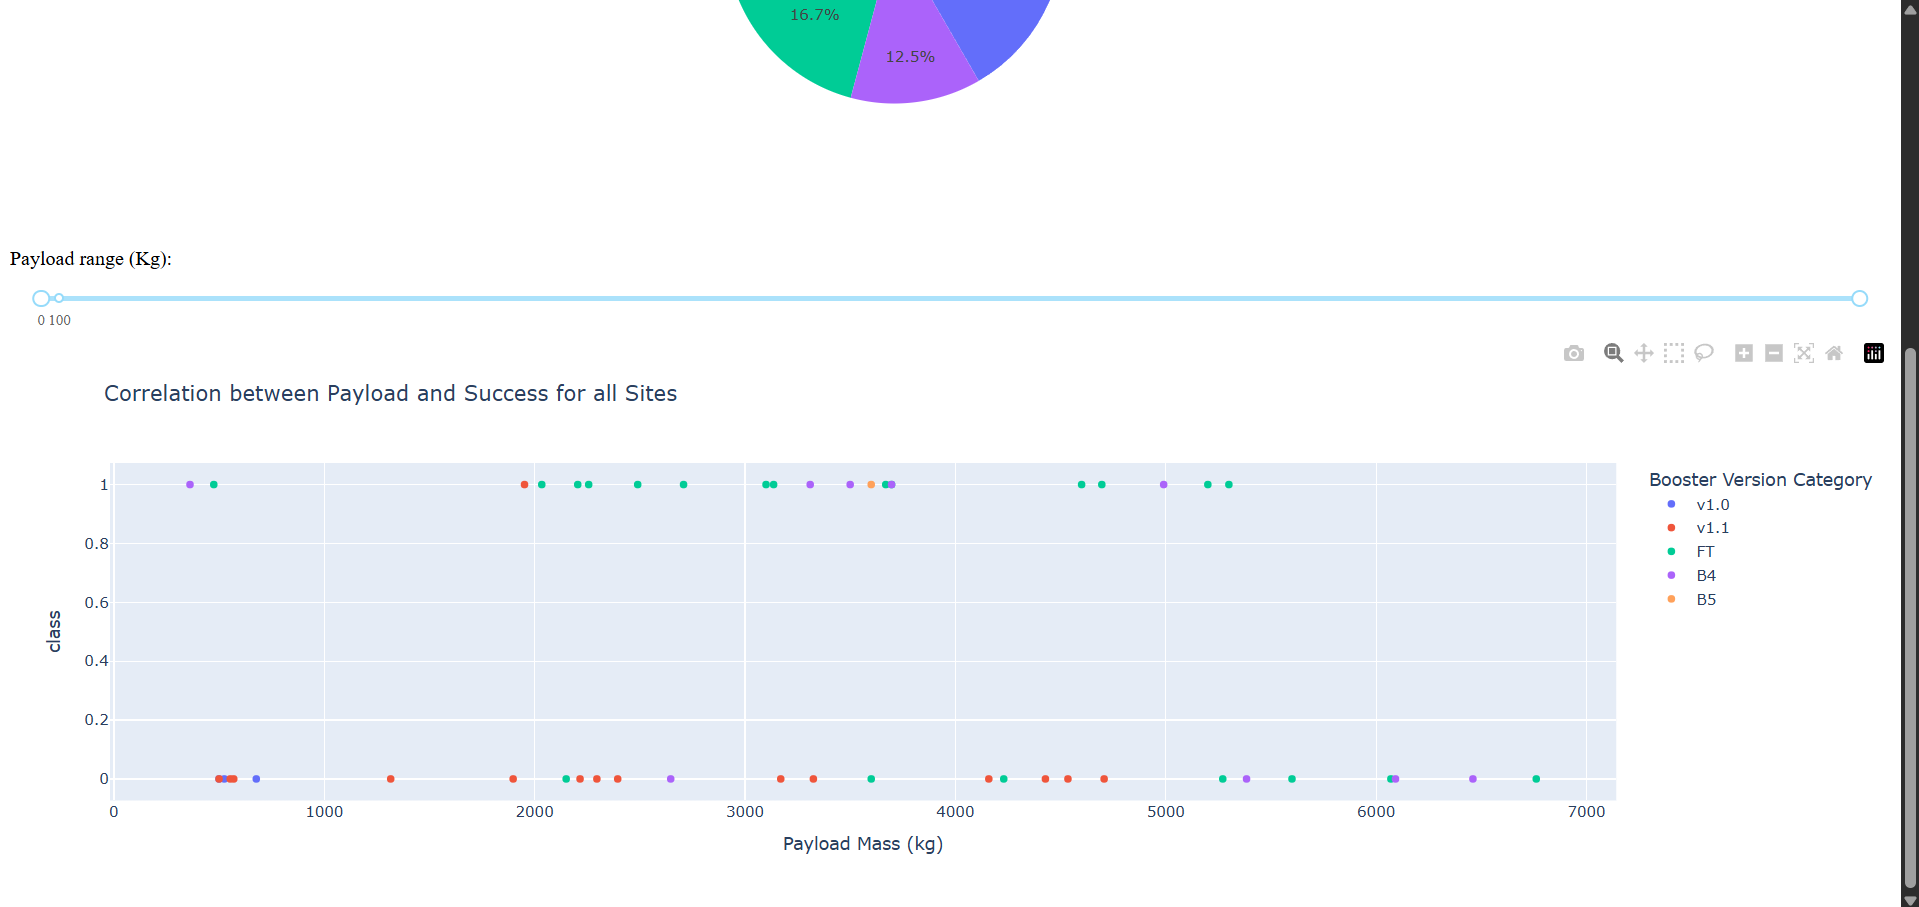 16.7%
12.5%
Payload range (Kg):
0 100
Correlation between Payload and Success for all Sites
1
0.8
0.6
0.4
0.2
0
class
0 1000 2000 3000 4000 5000 6000 7000
Payload Mass (kg)
Booster Version Category
v1.0
v1.1
FT
B4
B5